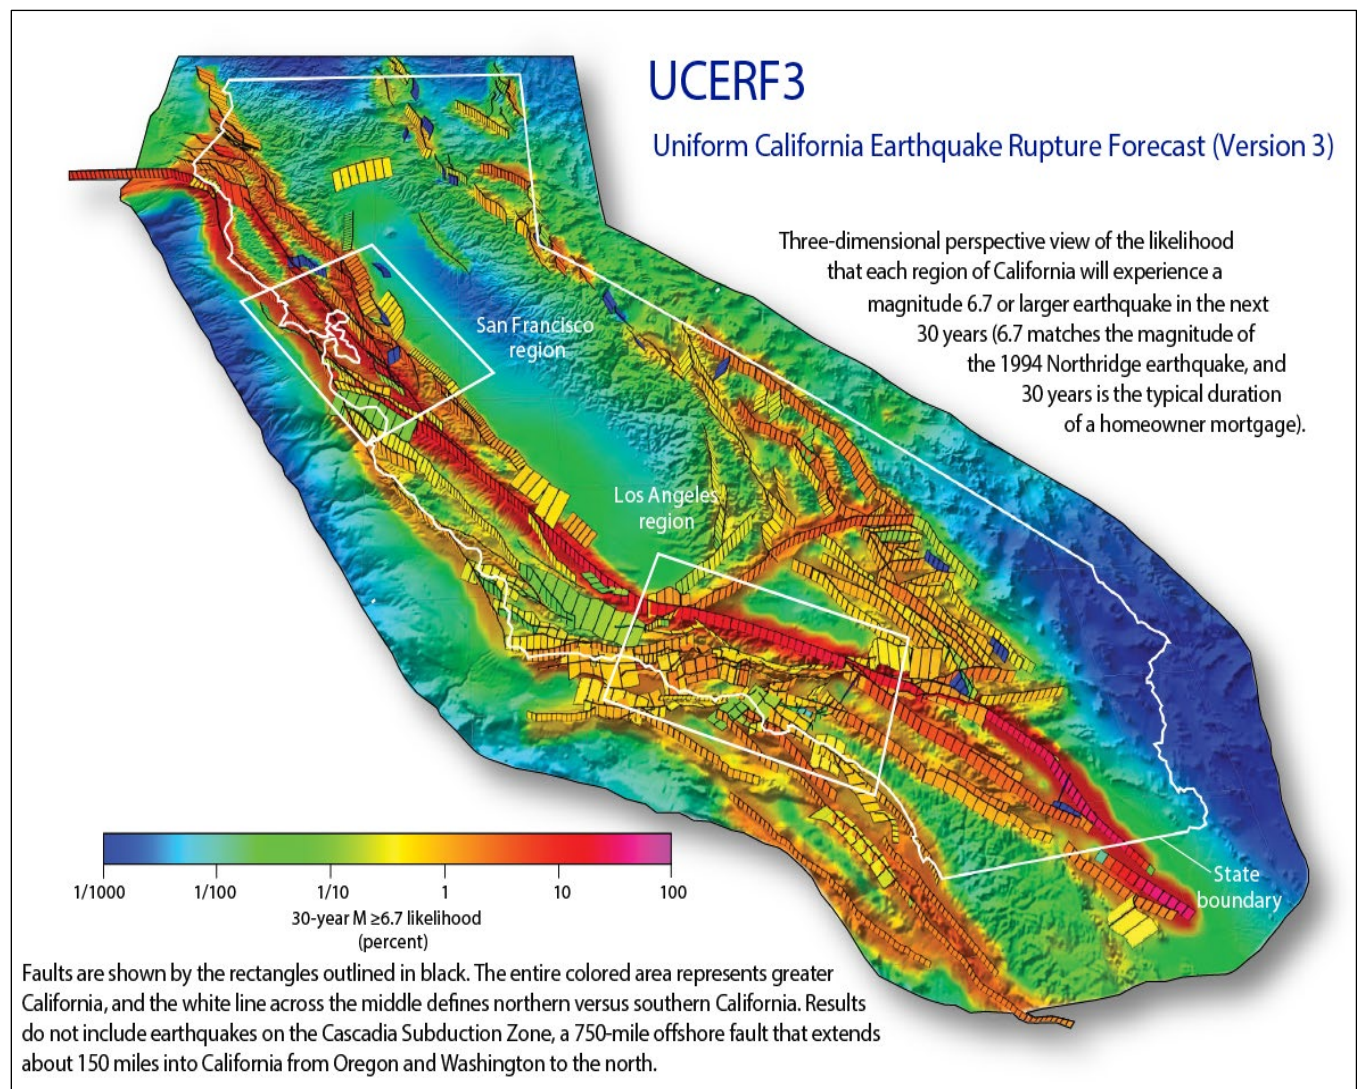 UCERF3
Uniform California Earthquake Rupture Forecast (Version 3)
Three-dimensional perspective view of the likelihood
that each region of California will experience a
magnitude 6.7 or larger earthquake in the next
30 years (6.7 matches the magnitude of
the 1994 Northridge earthquake, and
30 years is the typical duration
of a homeowner mortgage).
San Francisco
region
Los Angeles
region
State
boundary
1/1000 1/100 1/10 1 10 100
30-year M ≥6.7 likelihood
(percent)
Faults are shown by the rectangles outlined in black. The entire colored area represents greater
California, and the white line across the middle defines northern versus southern California. Results
do not include earthquakes on the Cascadia Subduction Zone, a 750-mile offshore fault that extends
about 150 miles into California from Oregon and Washington to the north.